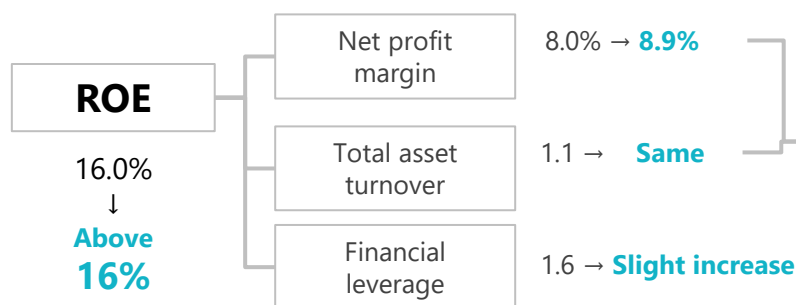 ROE
16.0%
↓
Above
16%
Net profit
margin
8.0% → 8.9%
Total asset
turnover
1.1 → Same
Financial
leverage
1.6 → Slight increase